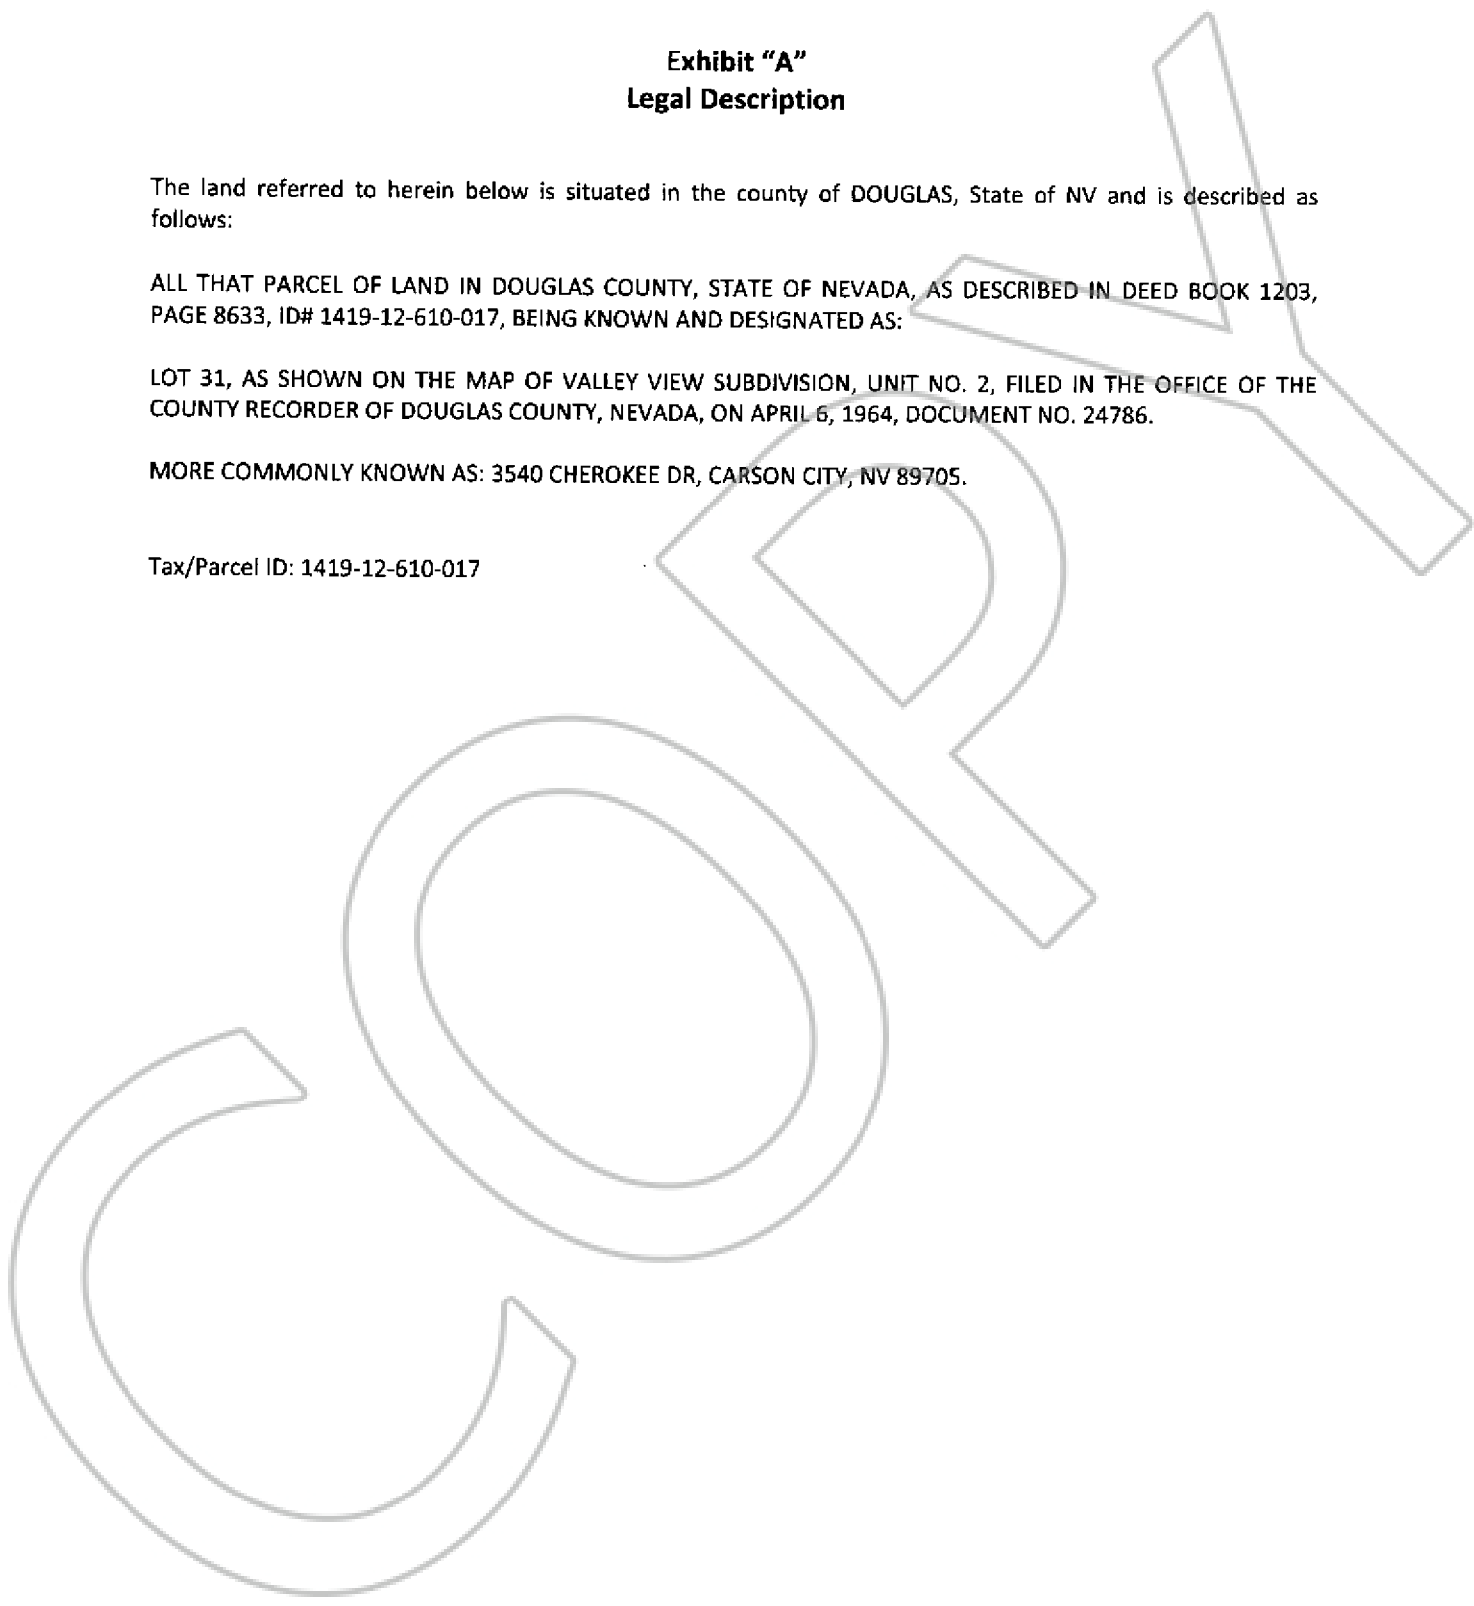 Exhibit “A”
Legal Description
The land referred to herein below is situated in the county of DOUGLAS, State of NV and is described as
follows:
ALL THAT PARCEL OF LAND IN DOUGLAS COUNTY, STATE OF NEVADA, AS DESCRIBED IN DEED BOOK 1203,
PAGE 8633, ID# 1419-12-610-017, BEING KNOWN AND DESIGNATED AS:
LOT 31, AS SHOWN ON THE MAP OF VALLEY VIEW SUBDIVISION, UNIT NO. 2, FILED IN THE OFFICE OF THE
COUNTY RECORDER OF DOUGLAS COUNTY, NEVADA, ON APRIL 6, 1964, DOCUMENT NO. 24786.
MORE COMMONLY KNOWN AS: 3540 CHEROKEE DR, CARSON CITY, NV 89705.
Tax/Parcel ID: 1419-12-610-017
COPY